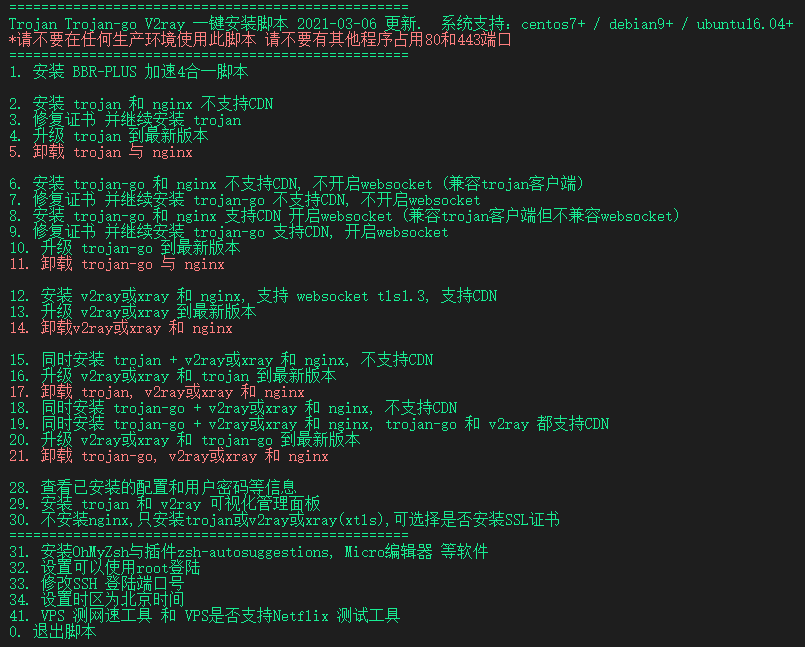 ==================================================
Trojan Trojan-go V2ray 一键安装脚本 2021-03-06 更新.  系统支持：centos7+ / debian9+ / ubuntu16.04+
*请不要在任何生产环境使用此脚本 请不要有其他程序占用80和443端口
==================================================
1. 安装 BBR-PLUS 加速4合一脚本
2. 安装 trojan 和 nginx 不支持CDN
3. 修复证书 并继续安装 trojan
4. 升级 trojan 到最新版本
5. 卸载 trojan 与 nginx
6. 安装 trojan-go 和 nginx 不支持CDN, 不开启websocket (兼容trojan客户端)
7. 修复证书 并继续安装 trojan-go 不支持CDN, 不开启websocket
8. 安装 trojan-go 和 nginx 支持CDN 开启websocket (兼容trojan客户端但不兼容websocket)
9. 修复证书 并继续安装 trojan-go 支持CDN, 开启websocket
10. 升级 trojan-go 到最新版本
11. 卸载 trojan-go 与 nginx
12. 安装 v2ray或xray 和 nginx, 支持 websocket tls1.3, 支持CDN
13. 升级 v2ray或xray 到最新版本
14. 卸载v2ray或xray 和 nginx
15. 同时安装 trojan + v2ray或xray 和 nginx, 不支持CDN
16. 升级 v2ray或xray 和 trojan 到最新版本
17. 卸载 trojan, v2ray或xray 和 nginx
18. 同时安装 trojan-go + v2ray或xray 和 nginx, 不支持CDN
19. 同时安装 trojan-go + v2ray或xray 和 nginx, trojan-go 和 v2ray 都支持CDN
20. 升级 v2ray或xray 和 trojan-go 到最新版本
21. 卸载 trojan-go, v2ray或xray 和 nginx
28. 查看已安装的配置和用户密码等信息
29. 安装 trojan 和 v2ray 可视化管理面板
30. 不安装nginx,只安装trojan或v2ray或xray(xtls),可选择是否安装SSL证书
==================================================
31. 安装OhMyZsh与插件zsh-autosuggestions, Micro编辑器 等软件
32. 设置可以使用root登陆
33. 修改SSH 登陆端口号
34. 设置时区为北京时间
41. VPS 测网速工具 和 VPS是否支持Netflix 测试工具
0. 退出脚本